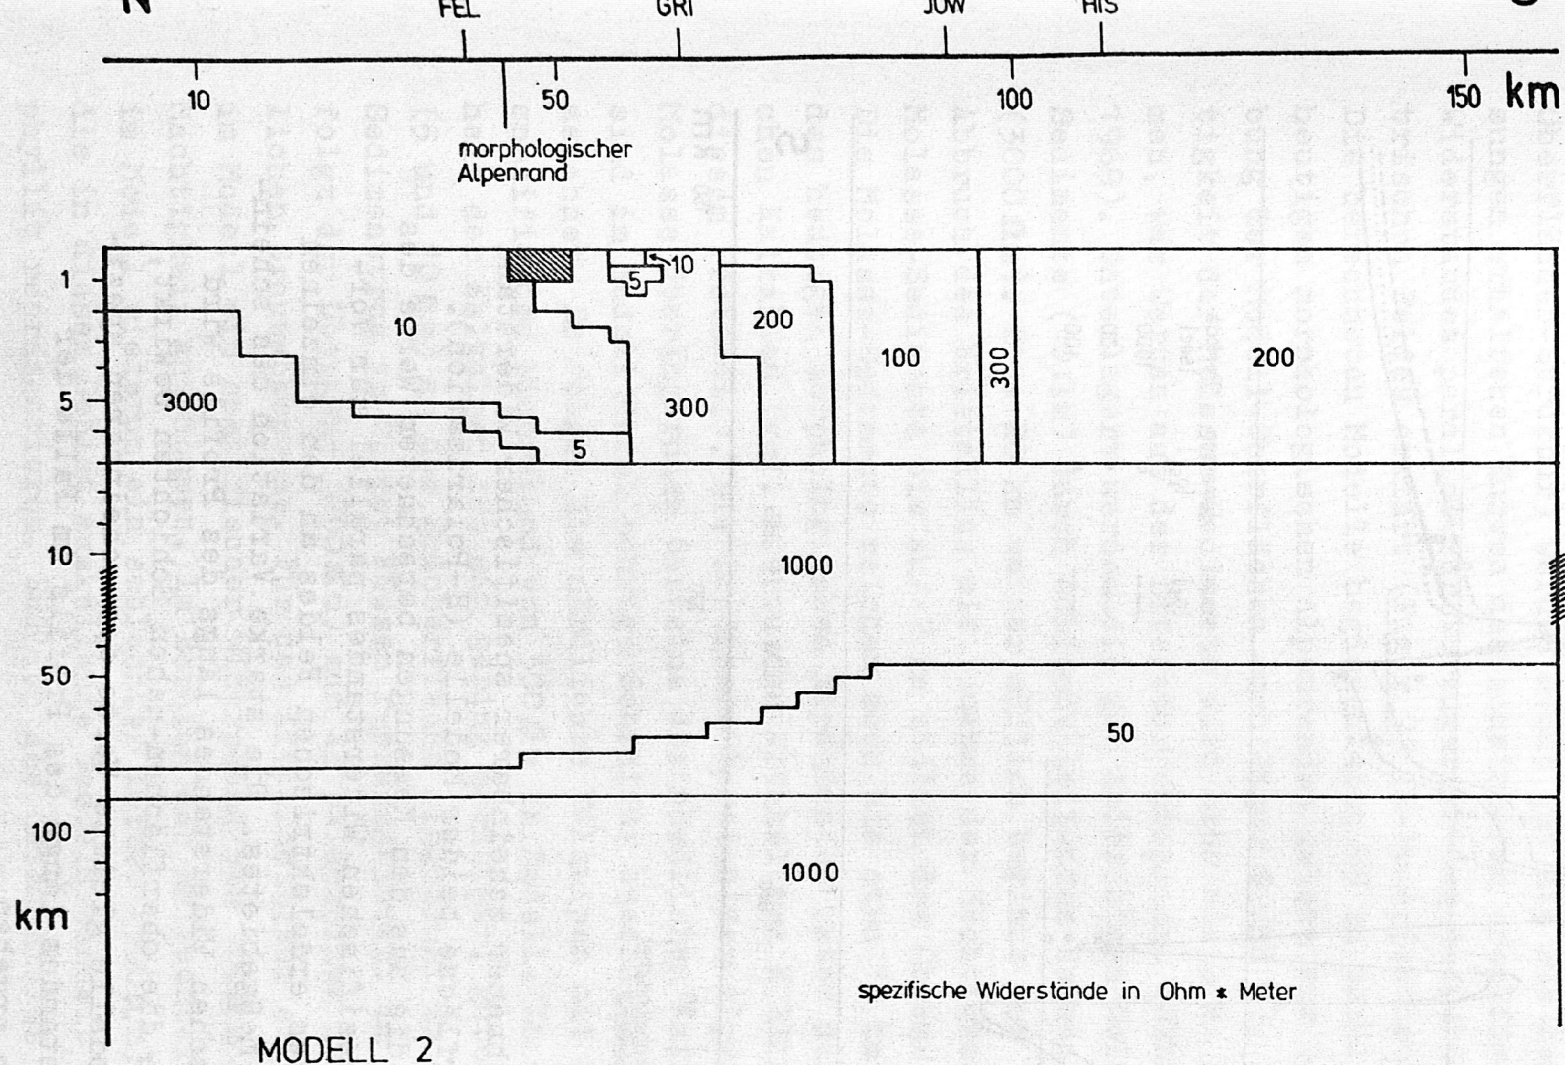 N FEL GRI JUW HIS S
10 50 100 150 km
morphologischer
Alpenrand
1 10
5
10 200
100 300 200
5 3000 300
5
10 1000
50
50
100
1000
km
spezifische Widerstände in Ohm * Meter
MODELL 2